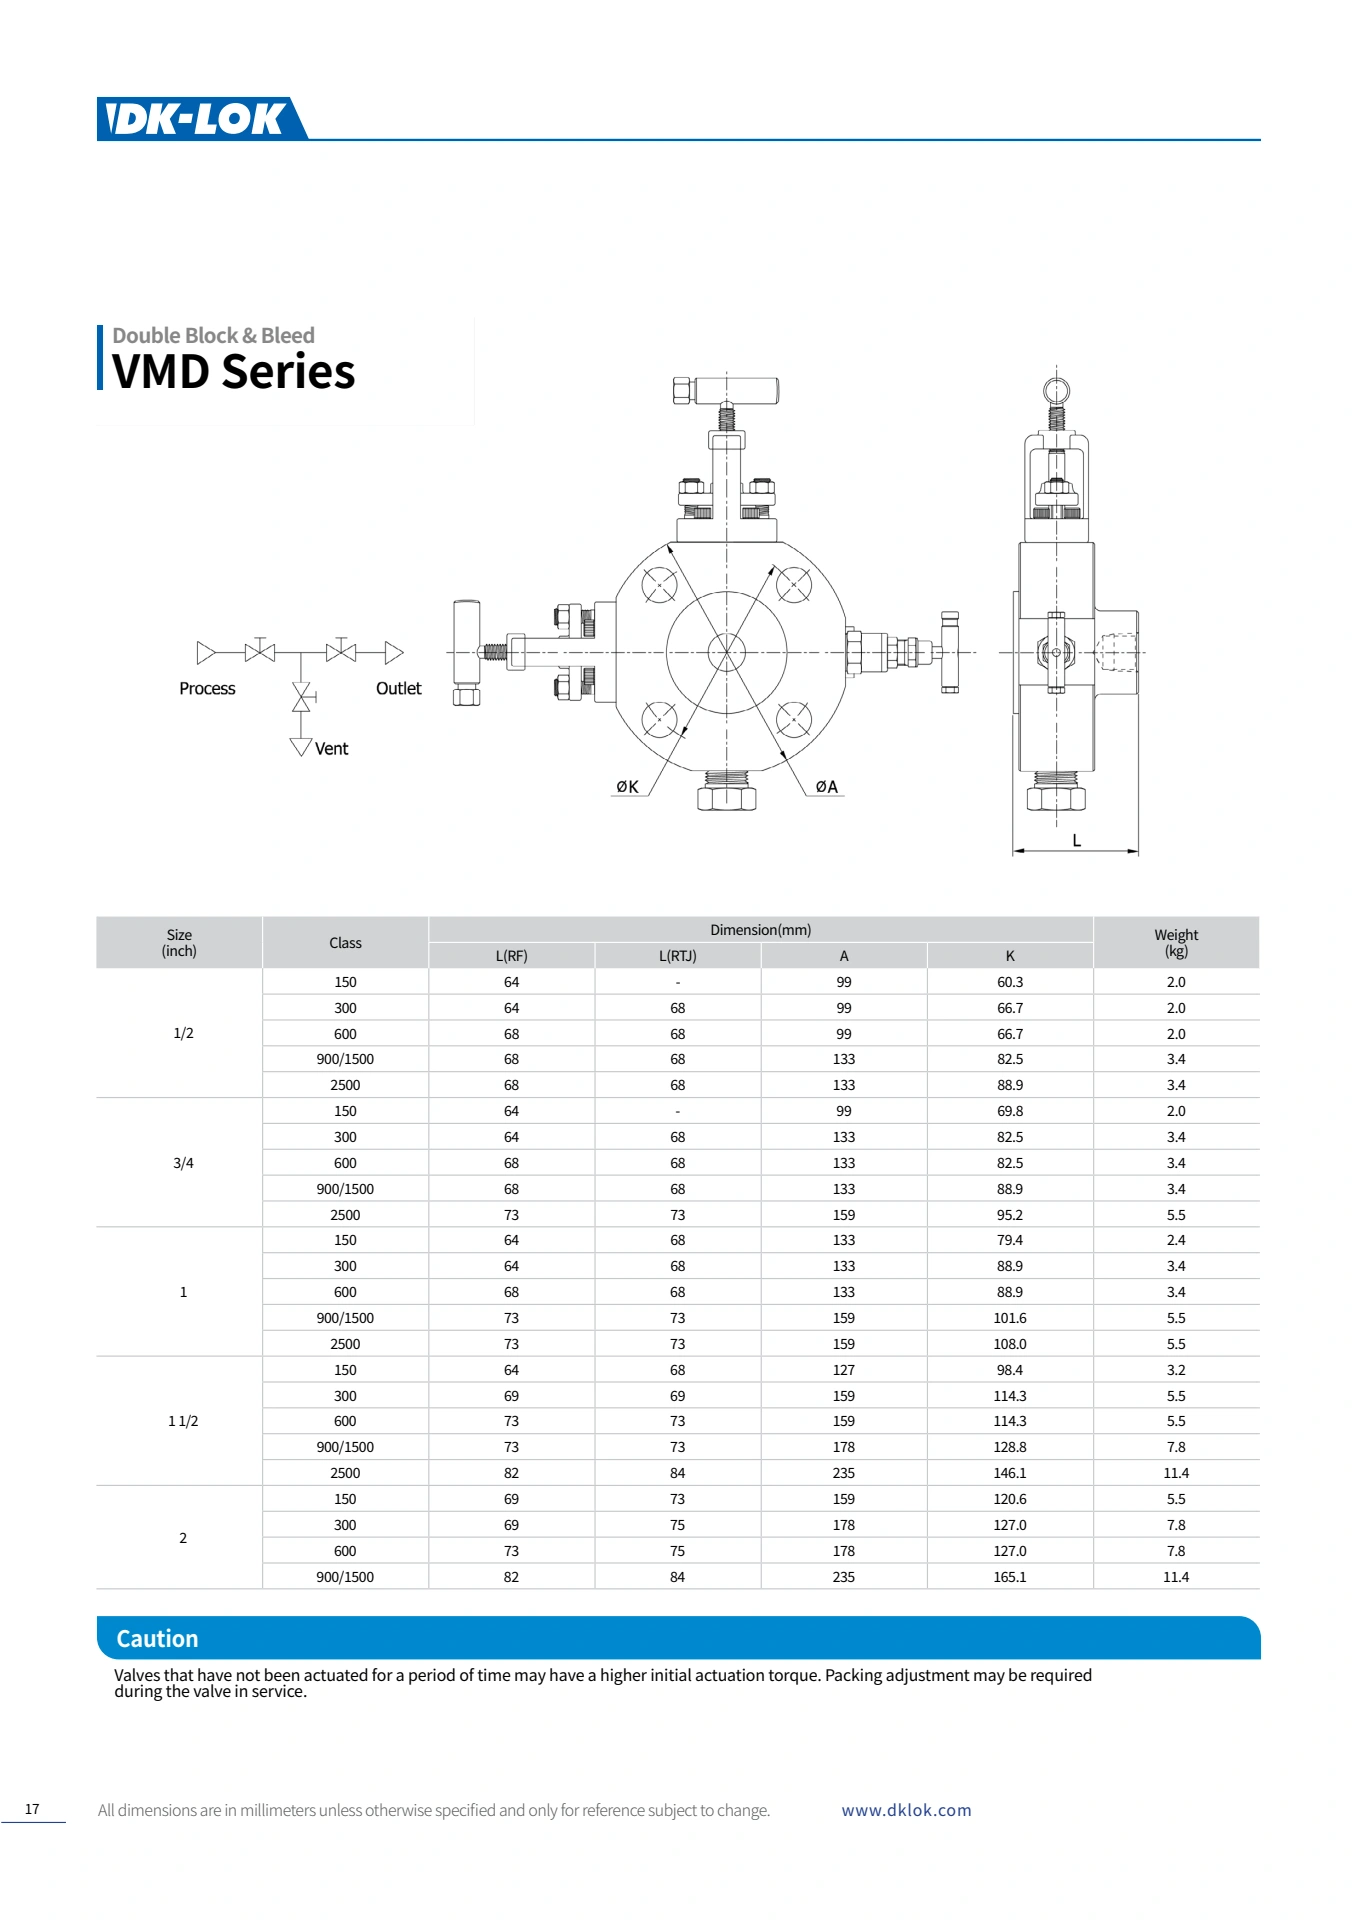 DK-LOK
Double Block & Bleed
VMD Series
Process
Outlet
Vent
ØK
ØA
L
Size (inch) Class Dimension(mm) Weight (kg)
L(RF) L(RTJ) A K
1/2
150 64 - 99 60.3 2.0
300 64 68 99 66.7 2.0
600 68 68 99 66.7 2.0
900/1500 68 68 133 82.5 3.4
2500 68 68 133 88.9 3.4
3/4
150 64 - 99 69.8 2.0
300 64 68 133 82.5 3.4
600 68 68 133 82.5 3.4
900/1500 68 68 133 88.9 3.4
2500 73 73 159 95.2 5.5
1
150 64 68 133 79.4 2.4
300 64 68 133 88.9 3.4
600 68 68 133 88.9 3.4
900/1500 73 73 159 101.6 5.5
2500 73 73 159 108.0 5.5
1 1/2
150 64 68 127 98.4 3.2
300 69 69 159 114.3 5.5
600 73 73 159 114.3 5.5
900/1500 73 73 178 128.8 7.8
2500 82 84 235 146.1 11.4
2
150 69 73 159 120.6 5.5
300 69 75 178 127.0 7.8
600 73 75 178 127.0 7.8
900/1500 82 84 235 165.1 11.4
Caution
Valves that have not been actuated for a period of time may have a higher initial actuation torque. Packing adjustment may be required
during the valve in service.
17
All dimensions are in millimeters unless otherwise specified and only for reference subject to change.
www.dklok.com